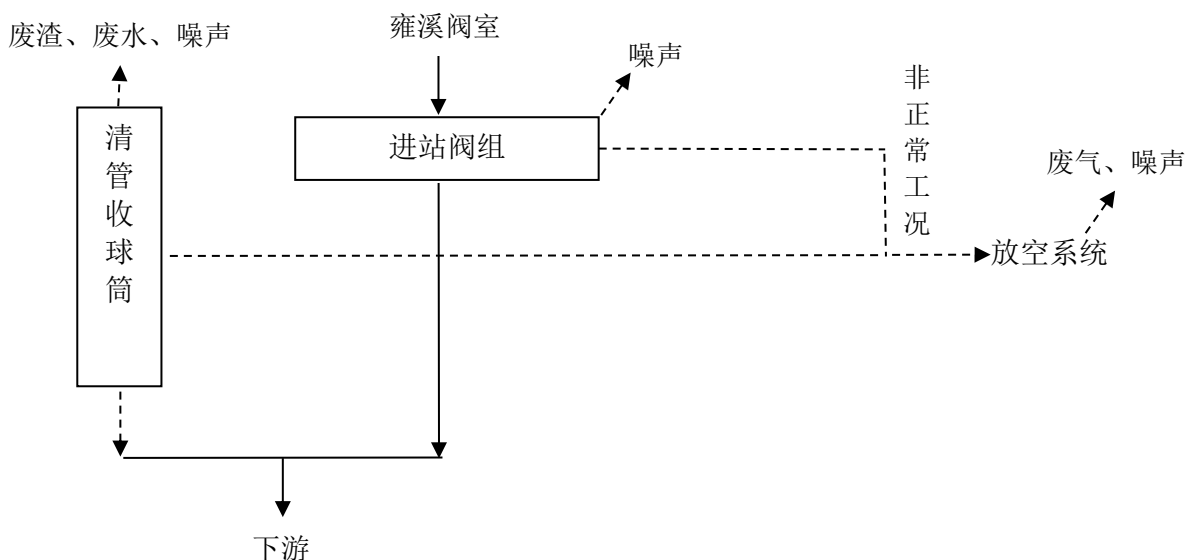 雍溪阀室
废渣、废水、噪声
噪声
非正常工况
清管收球筒
进站阀组
废气、噪声
放空系统
下游